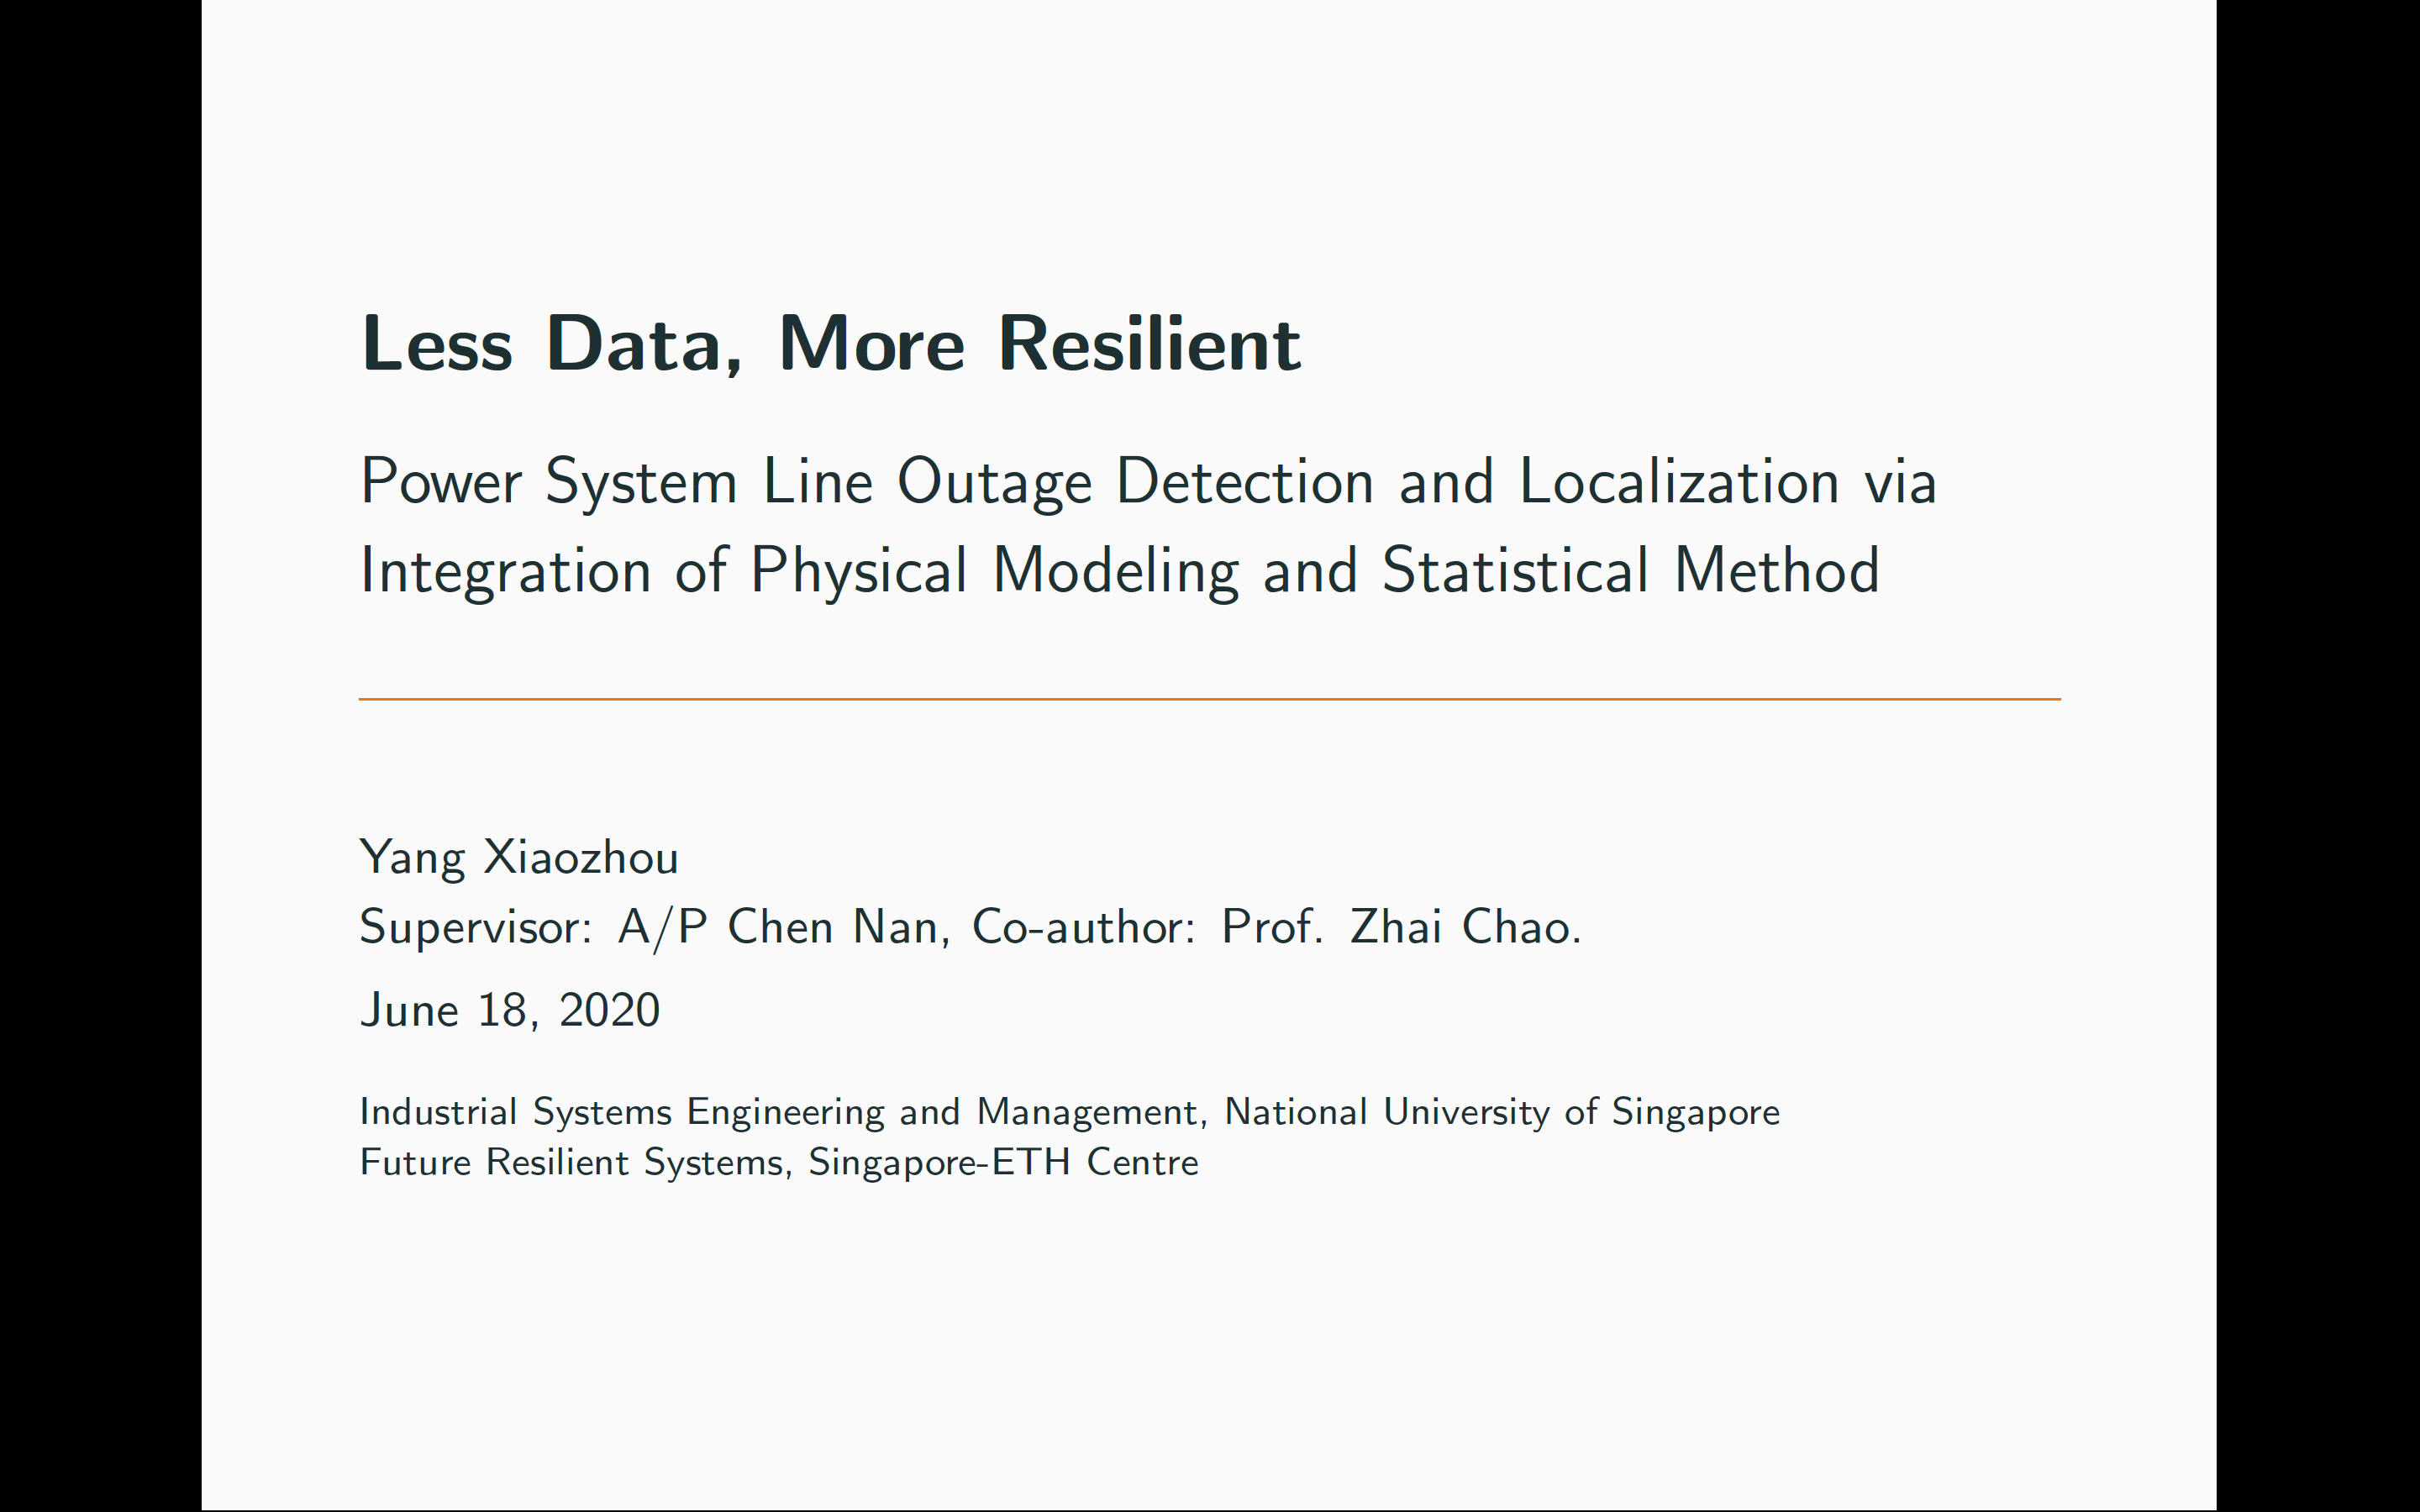 Less Data, More Resilient
Power System Line Outage Detection and Localization via
Integration of Physical Modeling and Statistical Method
Yang Xiaozhou
Supervisor: A/P Chen Nan, Co-author: Prof. Zhai Chao.
June 18, 2020
Industrial Systems Engineering and Management, National University of Singapore
Future Resilient Systems, Singapore-ETH Centre